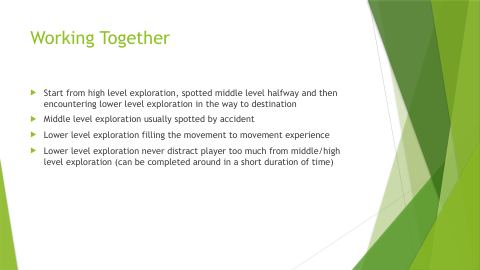 Working Together
Start from high level exploration, spotted middle level halfway and then
encountering lower level exploration in the way to destination
Middle level exploration usually spotted by accident
Lower level exploration filling the movement to movement experience
Lower level exploration never distract player too much from middle/high
level exploration (can be completed around in a short duration of time)